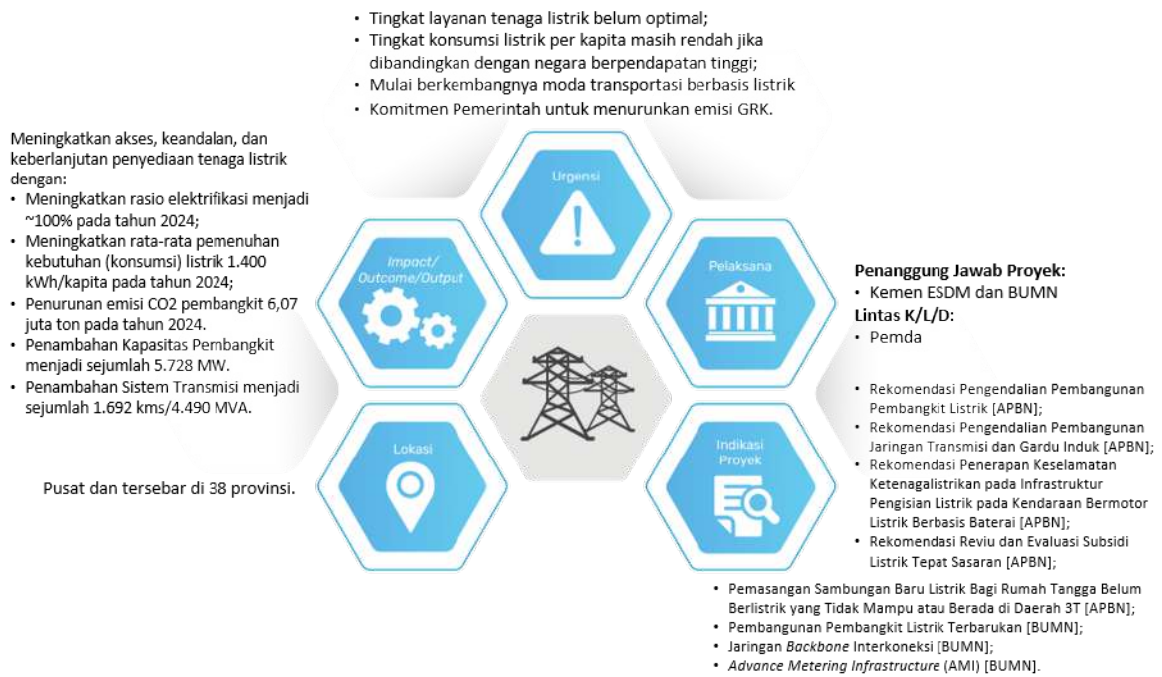 • Tingkat layanan tenaga listrik belum optimal;
• Tingkat konsumsi listrik per kapita masih rendah jika
dibandingkan dengan negara berpendapatan tinggi;
• Mulai berkembangnya moda transportasi berbasis listrik
• Komitmen Pemerintah untuk menurunkan emisi GRK.
Urgensi
Meningkatkan akses, keandalan, dan
keberlanjutan penyediaan tenaga listrik
dengan:
• Meningkatkan rasio elektrifikasi menjadi
~100% pada tahun 2024;
• Meningkatkan rata-rata pemenuhan
kebutuhan (konsumsi) listrik 1.400
kWh/kapita pada tahun 2024;
• Penurunan emisi CO2 pembangkit 6,07
juta ton pada tahun 2024.
• Penambahan Kapasitas Pembangkit
menjadi sejumlah 5.728 MW.
• Penambahan Sistem Transmisi menjadi
sejumlah 1.692 kms/4.490 MVA.
Impact/
Outcome/Output
Pelaksana
Penanggung Jawab Proyek:
• Kemen ESDM dan BUMN
Lintas K/L/D:
• Pemda
Lokasi
Pusat dan tersebar di 38 provinsi.
Indikasi
Proyek
• Rekomendasi Pengendalian Pembangunan
Pembangkit Listrik [APBN];
• Rekomendasi Pengendalian Pembangunan
Jaringan Transmisi dan Gardu Induk [APBN];
• Rekomendasi Penerapan Keselamatan
Ketenagalistrikan pada Infrastruktur
Pengisian Listrik pada Kendaraan Bermotor
Listrik Berbasis Baterai [APBN];
• Rekomendasi Reviu dan Evaluasi Subsidi
Listrik Tepat Sasaran [APBN];
• Pemasangan Sambungan Baru Listrik Bagi Rumah Tangga Belum
Berlistrik yang Tidak Mampu atau Berada di Daerah 3T [APBN];
• Pembangunan Pembangkit Listrik Terbarukan [BUMN];
• Jaringan Backbone Interkoneksi [BUMN];
• Advance Metering Infrastructure (AMI) [BUMN].